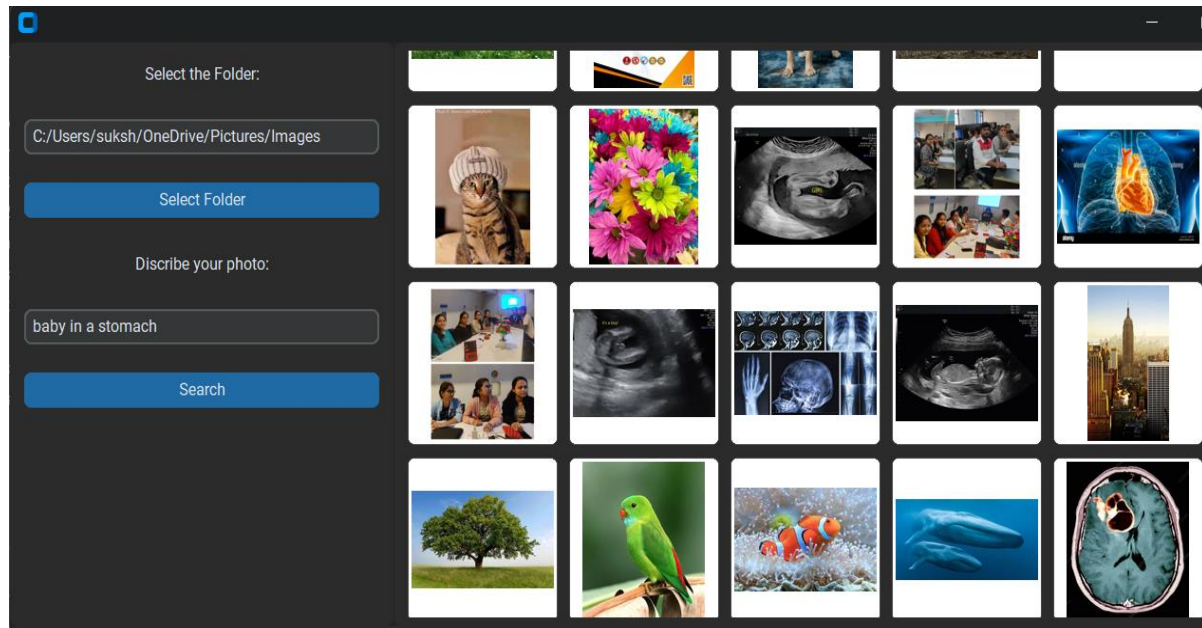 Select the Folder:
C:/Users/suksh/OneDrive/Pictures/Images
Select Folder
Discribe your photo:
baby in a stomach
Search